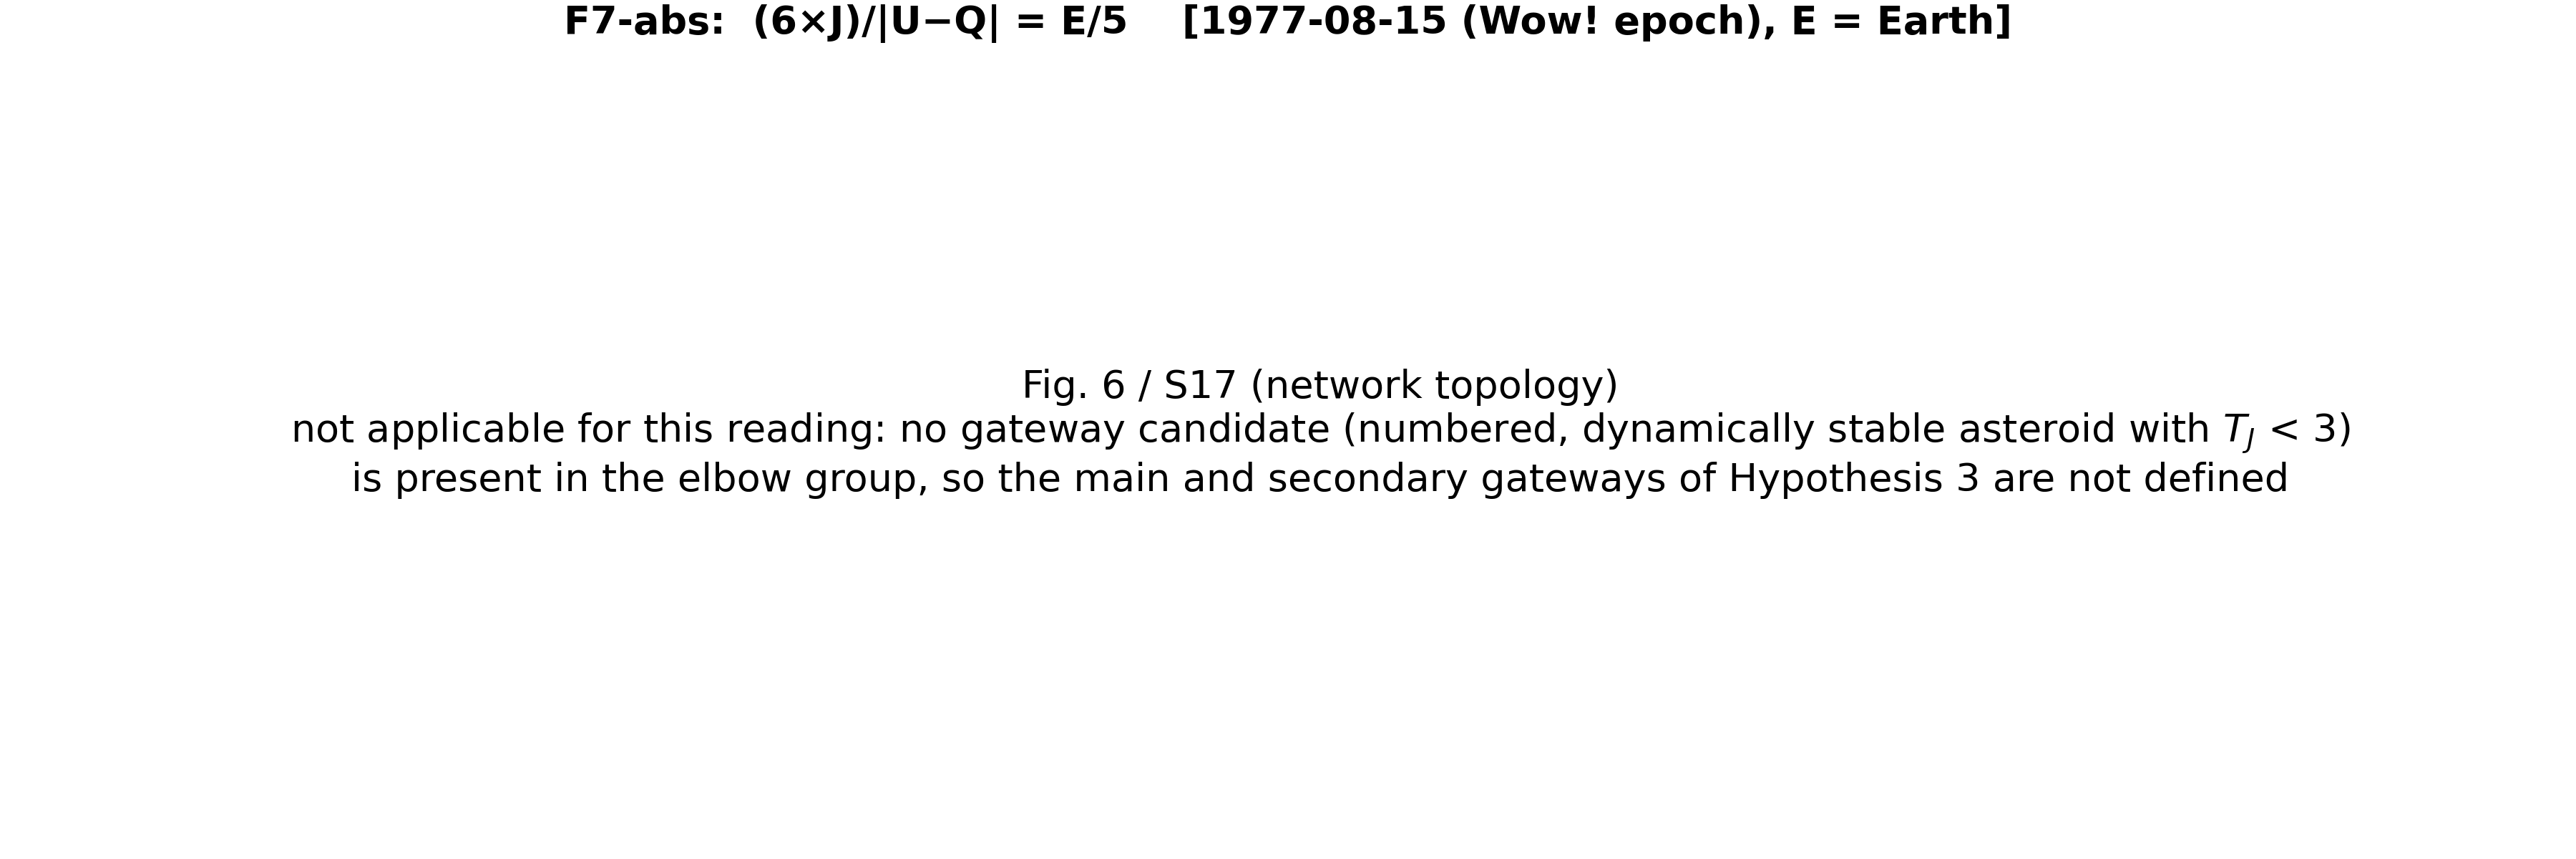 F7-abs:  (6×J)/|U−Q| = E/5    [1977-08-15 (Wow! epoch), E = Earth]
Fig. 6 / S17 (network topology)
not applicable for this reading: no gateway candidate (numbered, dynamically stable asteroid with T_J < 3)
is present in the elbow group, so the main and secondary gateways of Hypothesis 3 are not defined